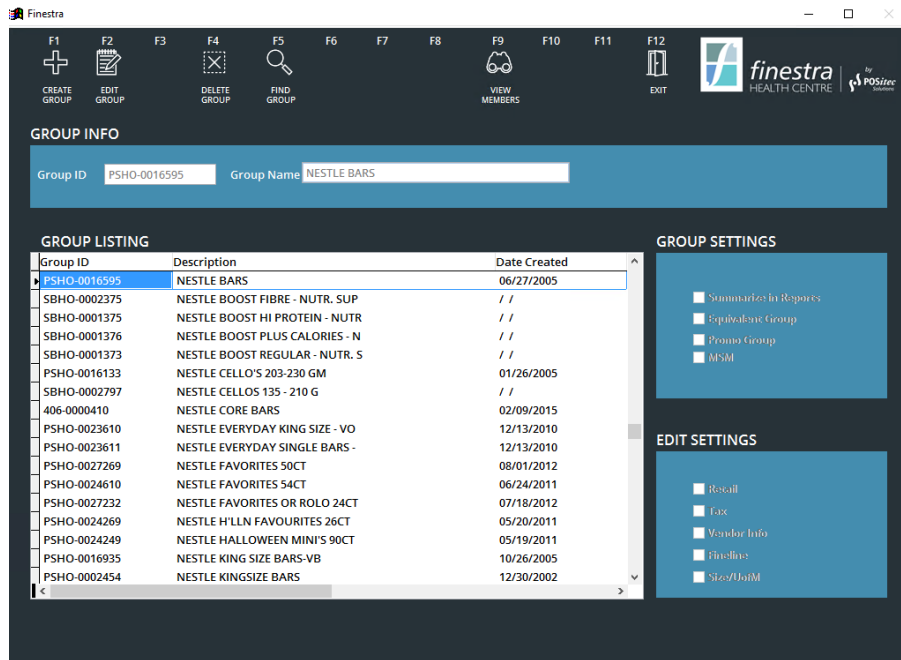 Finestra
F1 F2 F3 F4 F5 F6 F7 F8 F9 F10 F11 F12
CREATE GROUP
EDIT GROUP
DELETE GROUP
FIND GROUP
VIEW MEMBERS
EXIT
finestra
HEALTH CENTRE
by
POSitec
Solutions
GROUP INFO
Group ID PSHO-0016595 Group Name NESTLE BARS
GROUP LISTING
Group ID Description Date Created
PSHO-0016595 NESTLE BARS 06/27/2005
SBHO-0002375 NESTLE BOOST FIBRE - NUTR. SUP / /
SBHO-0001375 NESTLE BOOST HI PROTEIN - NUTR / /
SBHO-0001376 NESTLE BOOST PLUS CALORIES - N / /
SBHO-0001373 NESTLE BOOST REGULAR - NUTR. S / /
PSHO-0016133 NESTLE CELLO'S 203-230 GM 01/26/2005
SBHO-0002797 NESTLE CELLOS 135 - 210 G / /
406-0000410 NESTLE CORE BARS 02/09/2015
PSHO-0023610 NESTLE EVERYDAY KING SIZE - VO 12/13/2010
PSHO-0023611 NESTLE EVERYDAY SINGLE BARS - 12/13/2010
PSHO-0027269 NESTLE FAVORITES 50CT 08/01/2012
PSHO-0024610 NESTLE FAVORITES 54CT 06/24/2011
PSHO-0027232 NESTLE FAVORITES OR ROLO 24CT 07/18/2012
PSHO-0024269 NESTLE H'LLN FAVOURITES 26CT 05/20/2011
PSHO-0024249 NESTLE HALLOWEEN MINI'S 90CT 05/19/2011
PSHO-0016935 NESTLE KING SIZE BARS-VB 10/26/2005
PSHO-0002454 NESTLE KINGSIZE BARS 12/30/2002
GROUP SETTINGS
Summarize in Reports
Equivalent Group
Promo Group
MSM
EDIT SETTINGS
Retail
Tax
Vendor Info
Fineline
Size/UofM